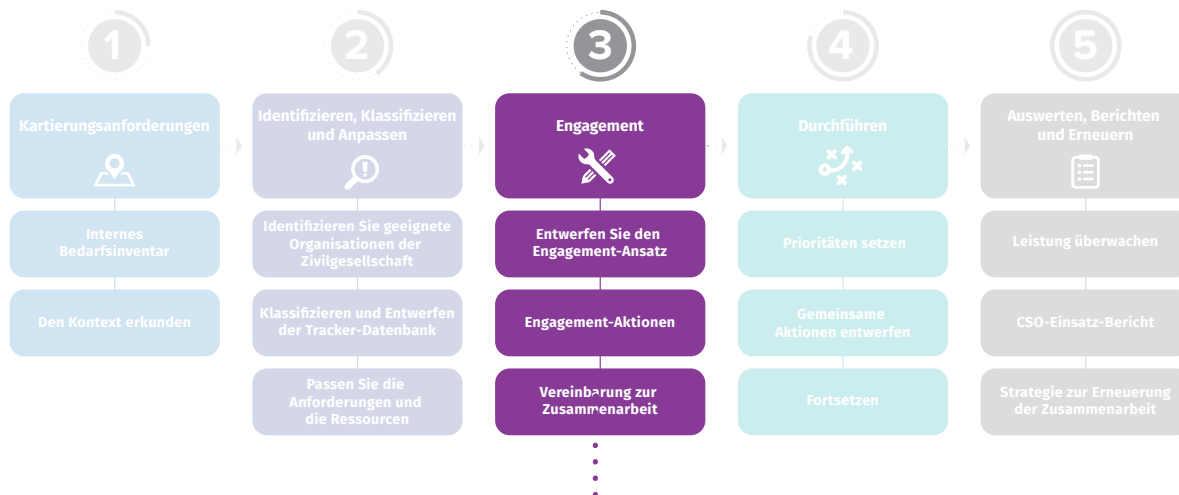 1
2
3
4
5
Kartierungsanforderungen
Identifizieren, Klassifizieren
und Anpassen
Engagement
Durchführen
Auswerten, Berichten
und Erneuern
Internes
Bedarfsinventar
Identifizieren Sie geeignete
Organisationen der
Zivilgesellschaft
Entwerfen Sie den
Engagement-Ansatz
Prioritäten setzen
Leistung überwachen
Den Kontext erkunden
Klassifizieren und Entwerfen
der Tracker-Datenbank
Engagement-Aktionen
Gemeinsame
Aktionen entwerfen
CSO-Einsatz-Bericht
Passen Sie die
Anforderungen und
die Ressourcen
Vereinbarung zur
Zusammenarbeit
Fortsetzen
Strategie zur Erneuerung
der Zusammenarbeit